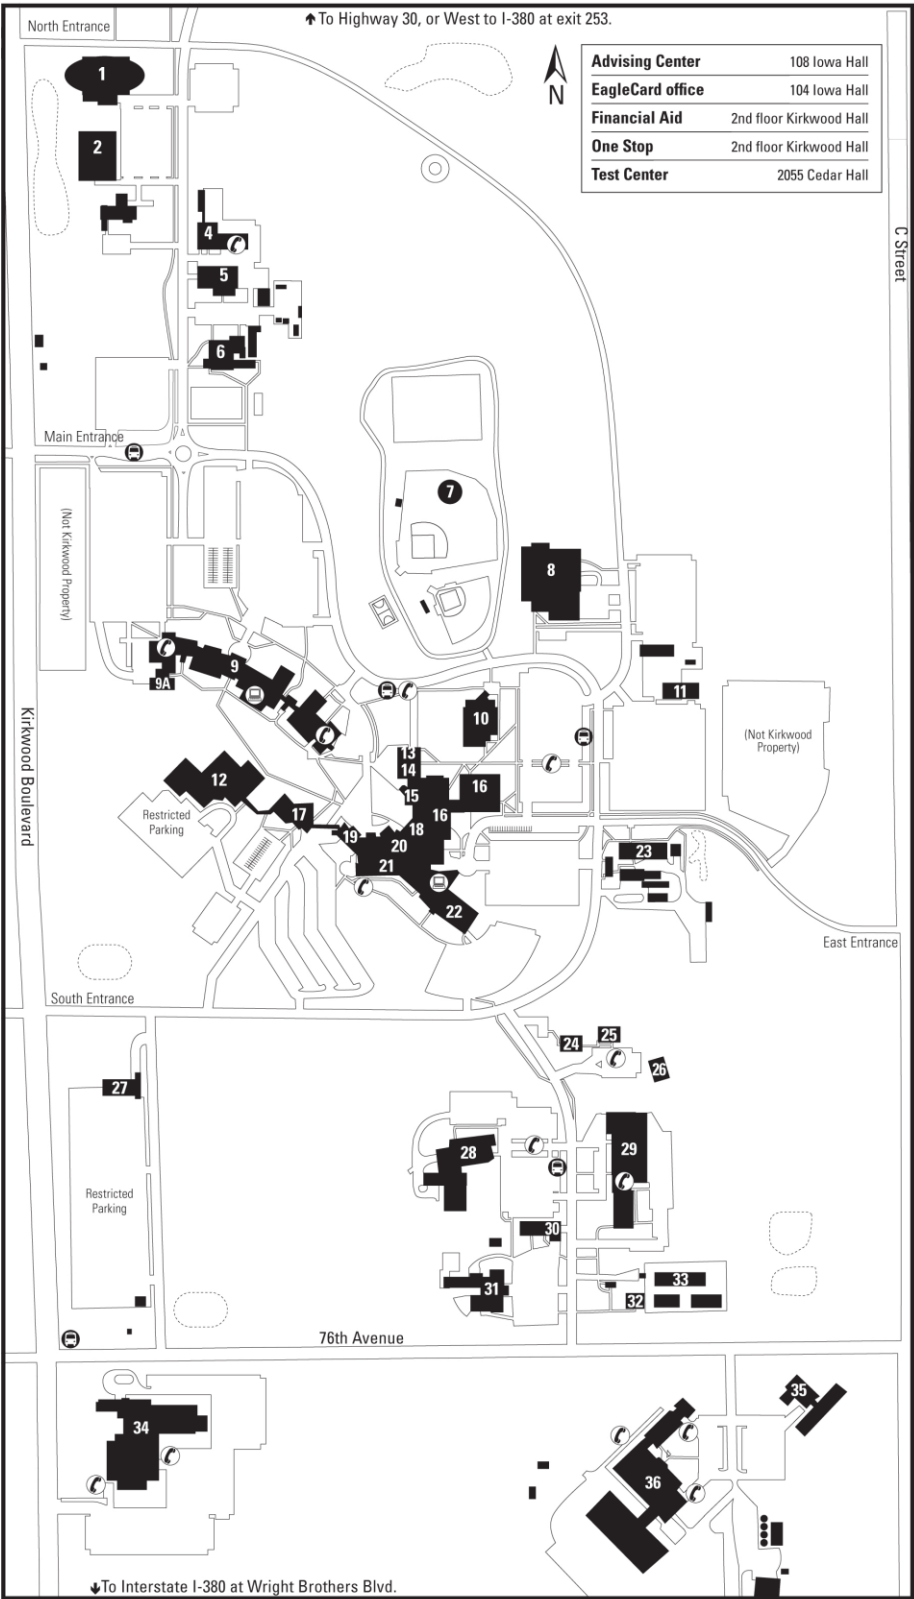 To Highway 30, or West to I-380 at exit 253.
North Entrance
N
Advising Center 108 Iowa Hall
EagleCard office 104 Iowa Hall
Financial Aid 2nd floor Kirkwood Hall
One Stop 2nd floor Kirkwood Hall
Test Center 2055 Cedar Hall
1
2
4
5
6
C Street
Main Entrance
7
(Not Kirkwood Property)
8
9
9A
11
10
Kirkwood Boulevard
(Not Kirkwood
Property)
13
14
12
16
15
16
17
Restricted
Parking
18
19
20
21
23
22
East Entrance
South Entrance
25
24
26
27
28
29
Restricted
Parking
30
31
33
32
76th Avenue
35
34
36
To Interstate I-380 at Wright Brothers Blvd.